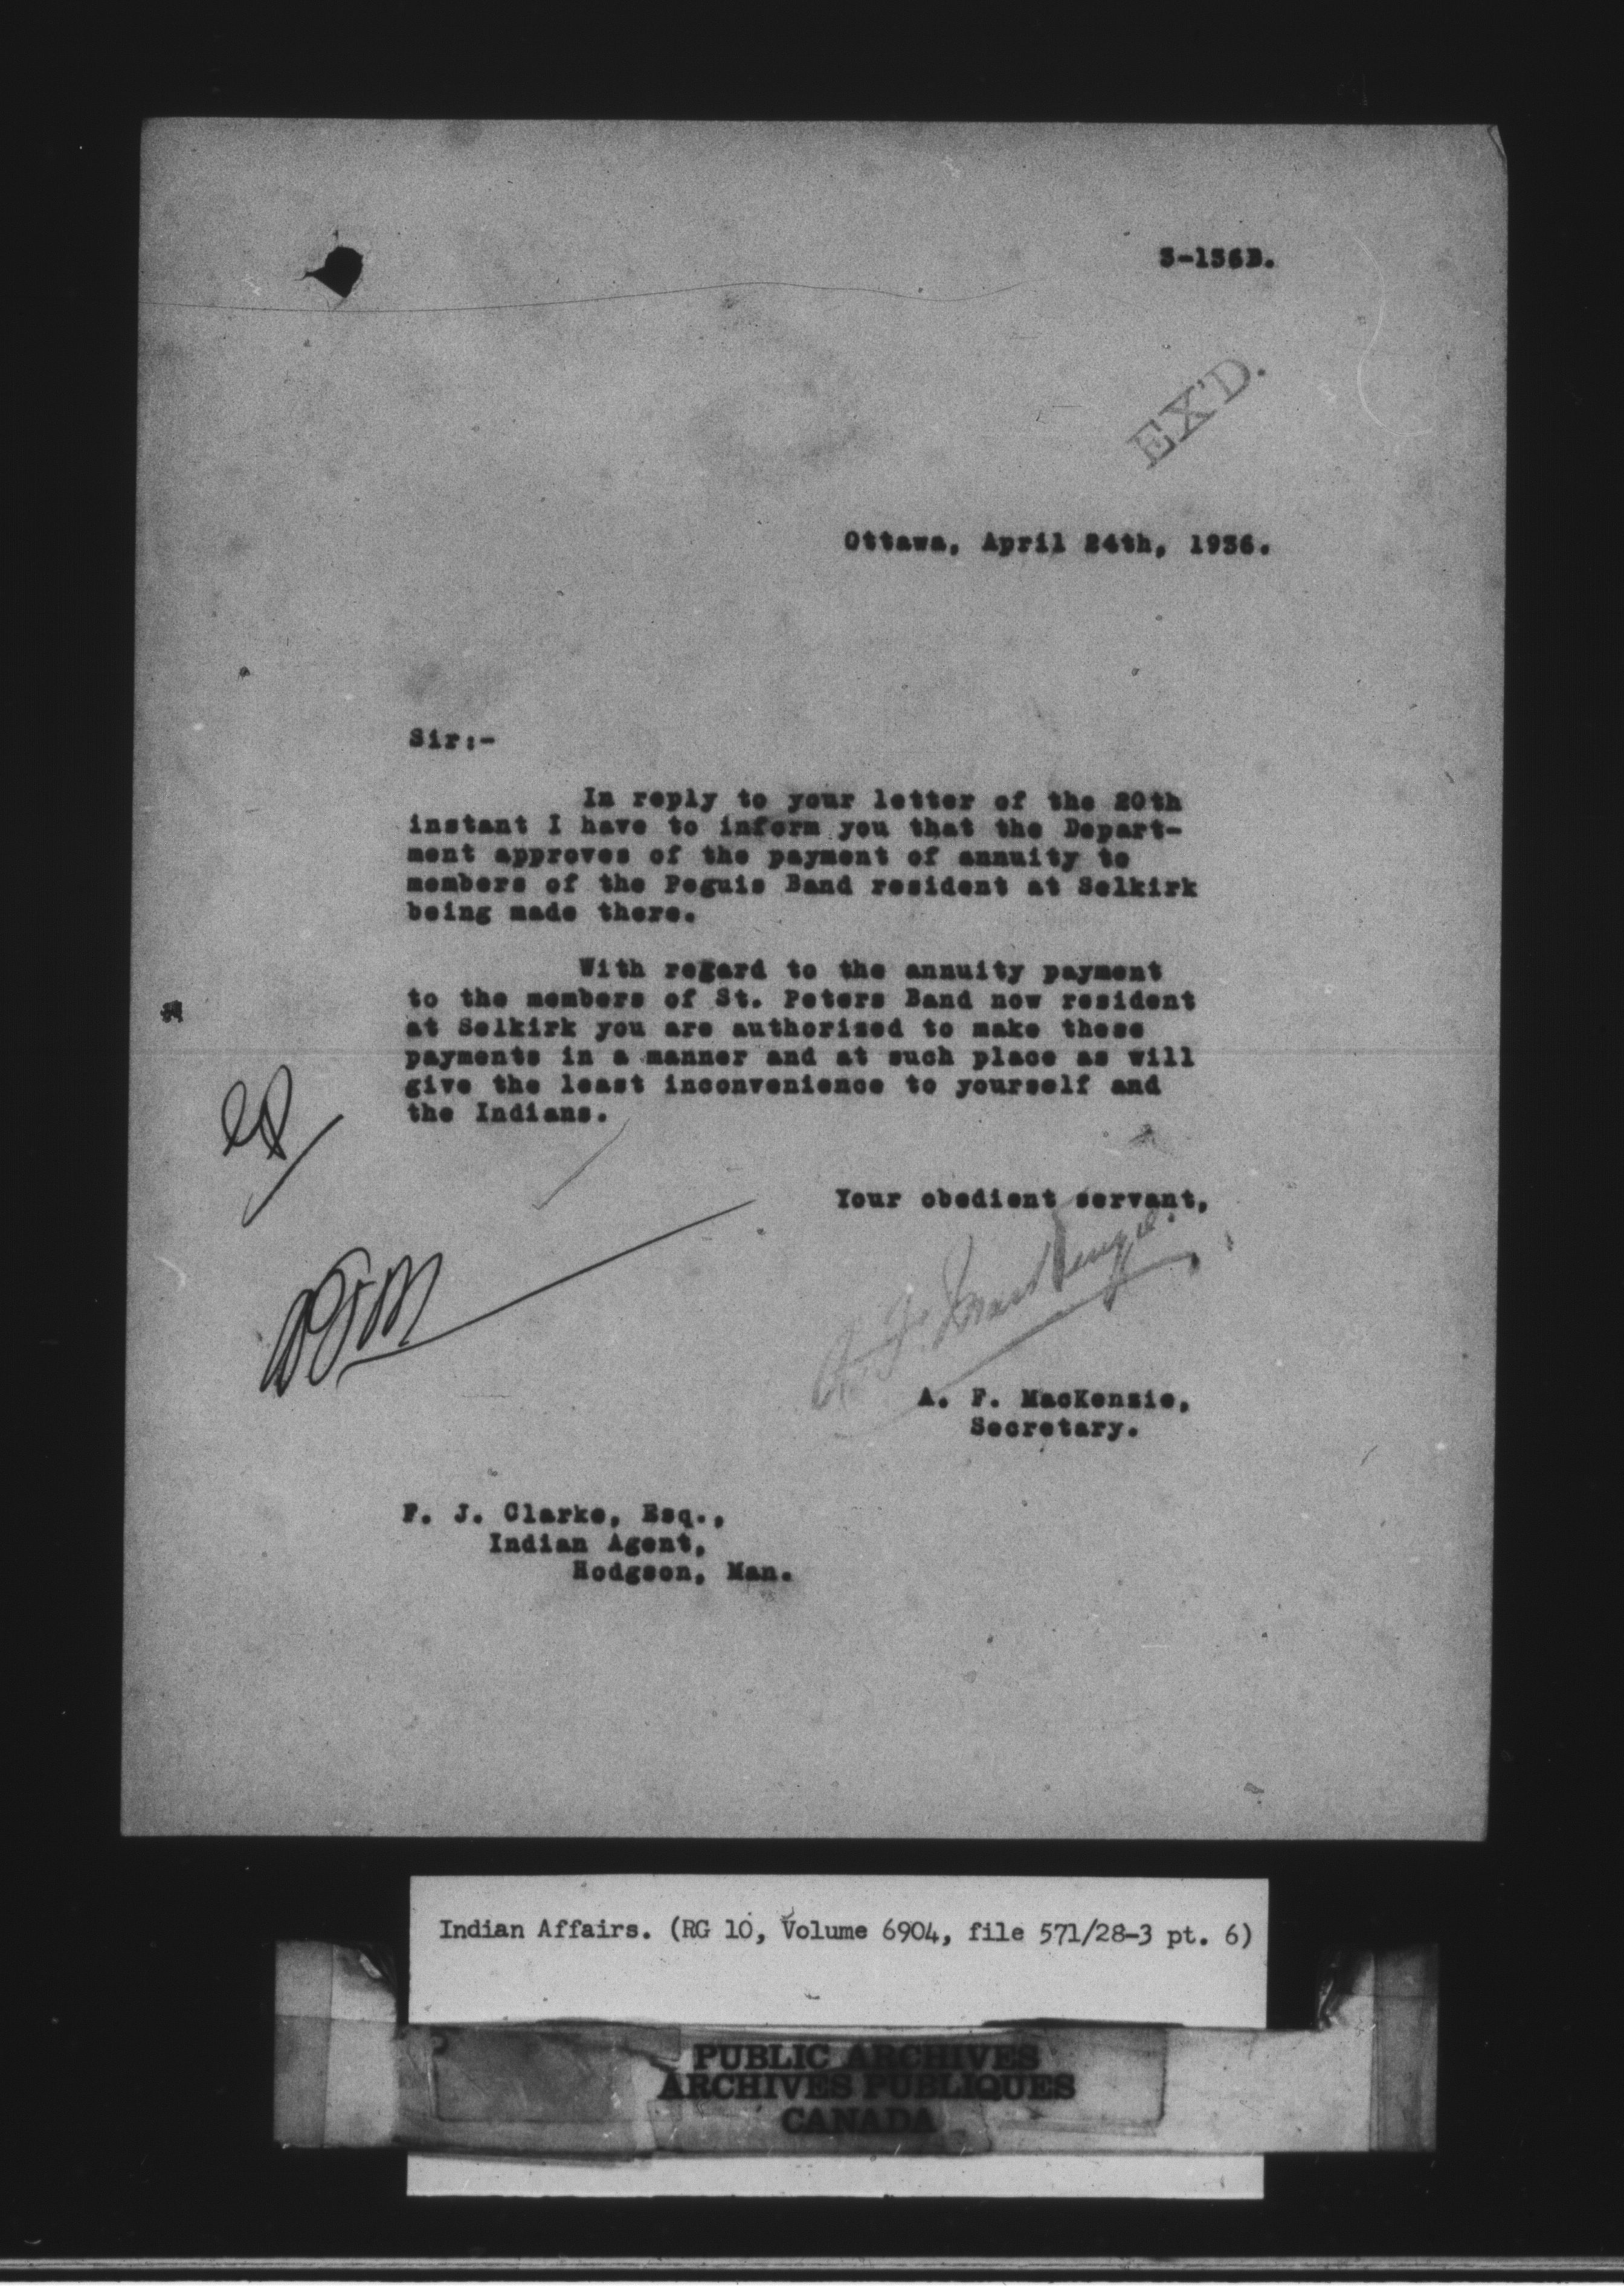 3-136B.
EX'D.
Ottawa, April 24th, 1936.
Sir:-
In reply to your letter of the 20th
instant I have to inform you that the Depart-
ment approves of the payment of annuity to
members of the Peguis Band resident at Selkirk
being made there.
With regard to the annuity payment
to the members of St. Peters Band now resident
at Selkirk you are authorized to make these
payments in a manner and at such place as will
give the least inconvenience to yourself and
the Indians.
Your obedient servant,
A. F. MacKenzie.
A. F. MacKenzie,
Secretary.
F. J. Clarke, Esq.,
Indian Agent,
Hodgson, Man.
Indian Affairs. (RG 10, Volume 6904, file 571/28-3 pt. 6)
PUBLIC ARCHIVES
ARCHIVES PUBLIQUES
CANADA